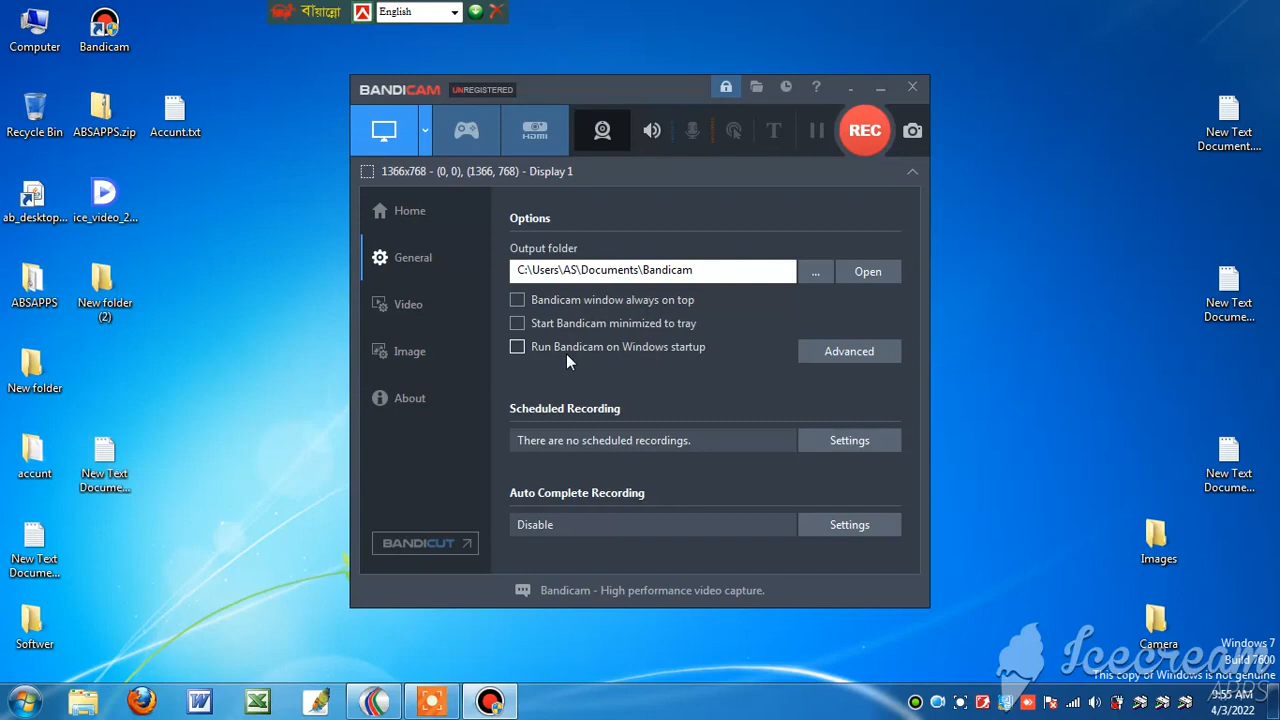 বায়ান্নো
English
Computer
Bandicam
Recycle Bin
ABSAPPS.zip
Accunt.txt
ab_desktop...
ice_video_2...
ABSAPPS
New folder
(2)
New folder
accunt
New Text
Docume...
New Text
Docume...
Softwer
BANDICAM
UNREGISTERED
HDMI
REC
1366x768 - (0, 0), (1366, 768) - Display 1
Home
General
Video
Image
About
BANDICUT
Options
Output folder
C:\Users\AS\Documents\Bandicam
...
Open
Bandicam window always on top
Start Bandicam minimized to tray
Run Bandicam on Windows startup
Advanced
Scheduled Recording
There are no scheduled recordings.
Settings
Auto Complete Recording
Disable
Settings
Bandicam - High performance video capture.
New Text
Document....
New Text
Docume...
New Text
Docume...
Images
Camera
Icecream
APPS
Windows 7
Build 7600
This copy of Windows is not genuine
9:55 AM
4/3/2022